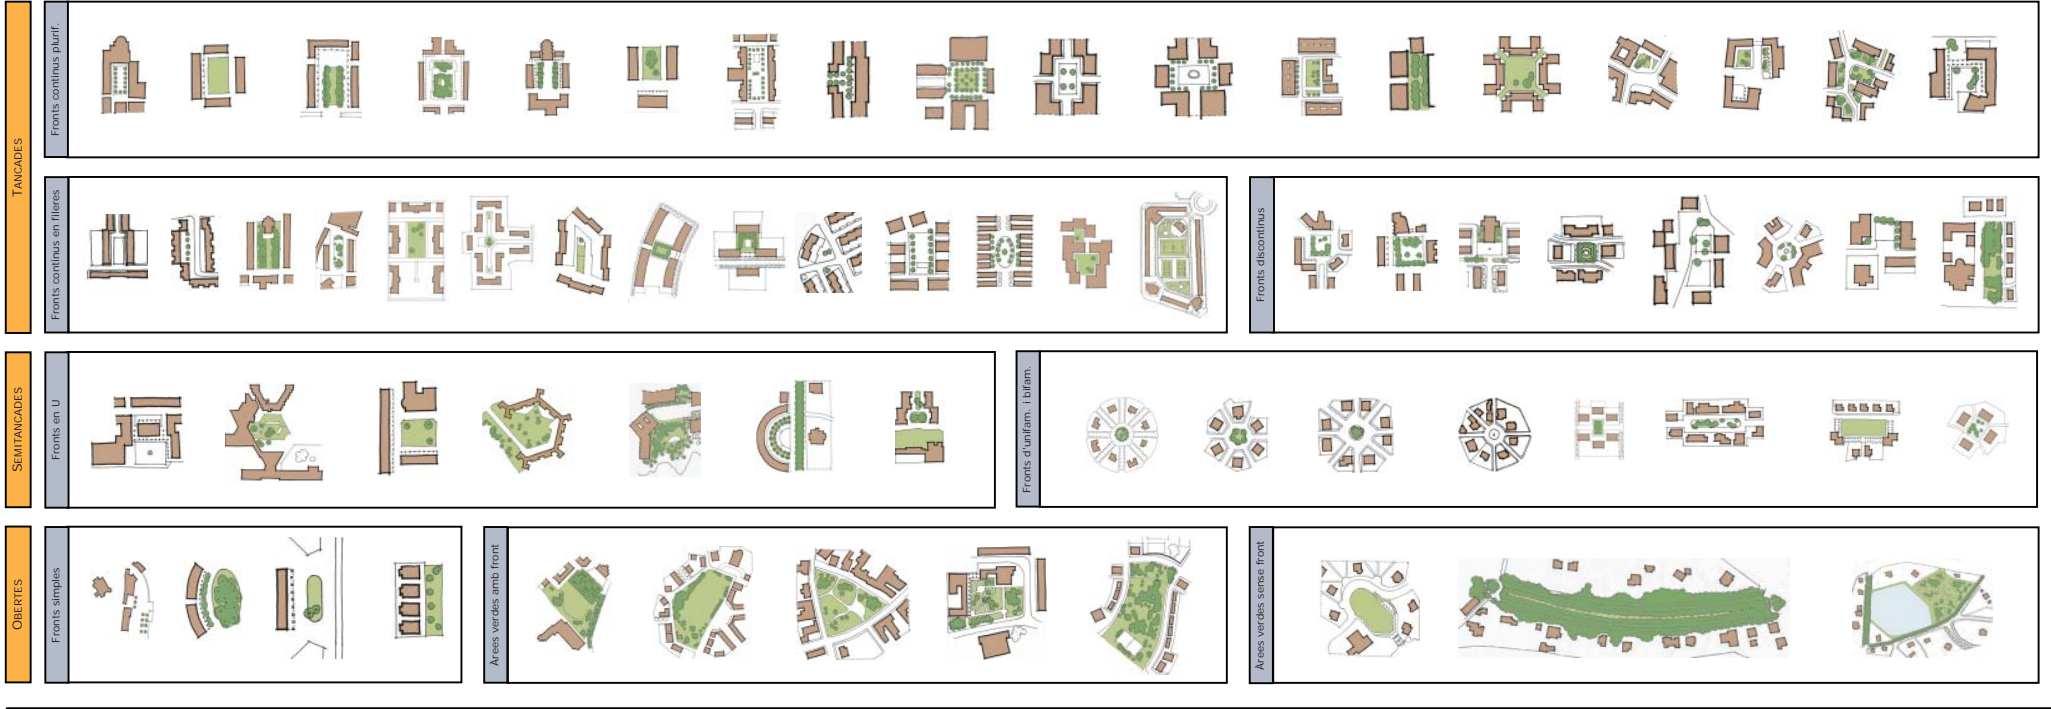 TANCADES
Fronts continus plurif.
Fronts continus en fileres
Fronts discontinus
SEMITANCADES
Fronts en U
Fronts d'unifam. i bifam.
OBERTES
Fronts simples
Àrees verdes amb front
Àrees verdes sense front